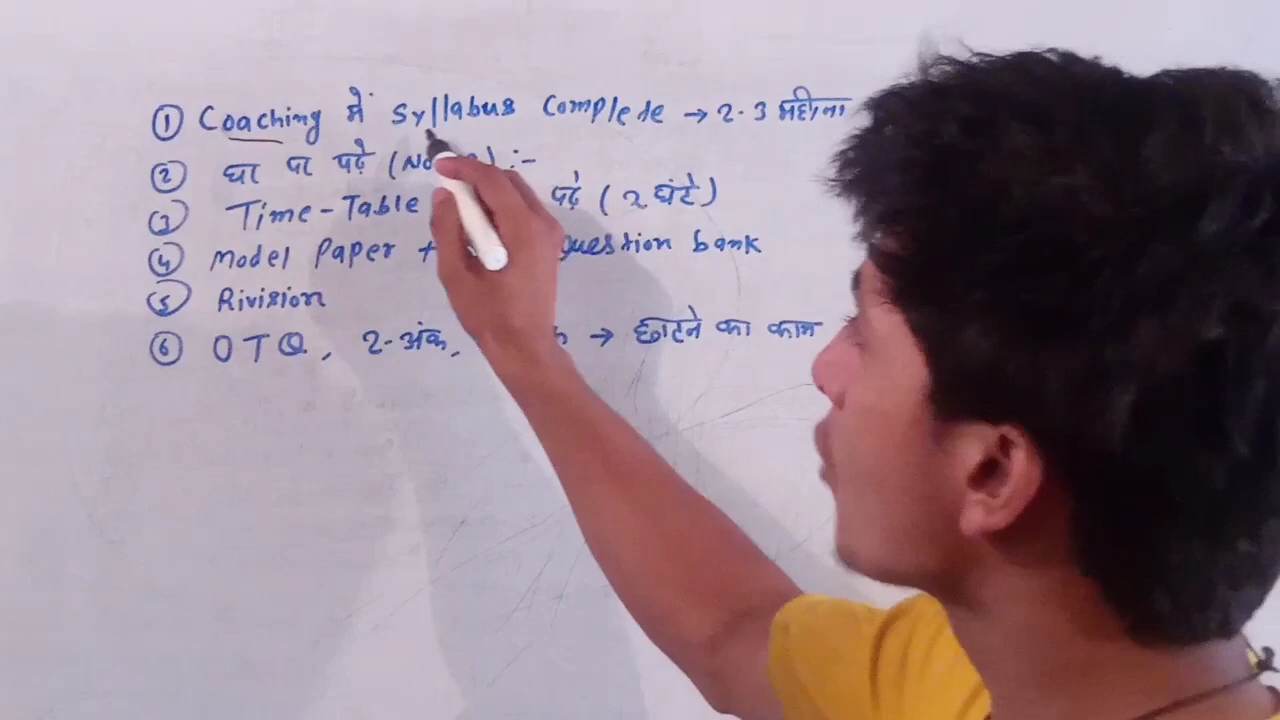 ① Coaching में Syllabus Complete → 2-3 महीना
② घर पर पढ़े :-
③ Time-Table पढ़े (2 घंटे)
④ Model Paper + Question bank
⑤ Rivision
⑥ OTQ, 2-अंक, → छाटने का काम